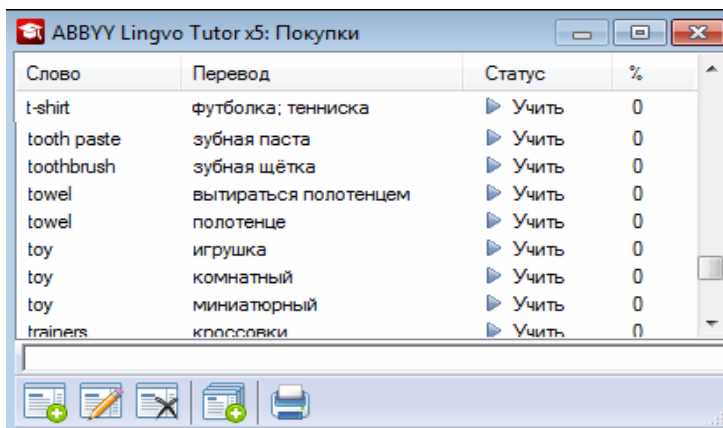 ABBYY Lingvo Tutor x5: Покупки
Слово Перевод Статус %
t-shirt футболка; тенниска Учить 0
tooth paste зубная паста Учить 0
toothbrush зубная щётка Учить 0
towel вытираться полотенцем Учить 0
towel полотенце Учить 0
toy игрушка Учить 0
toy комнатный Учить 0
toy миниатюрный Учить 0
trainers кроссовки Учить 0